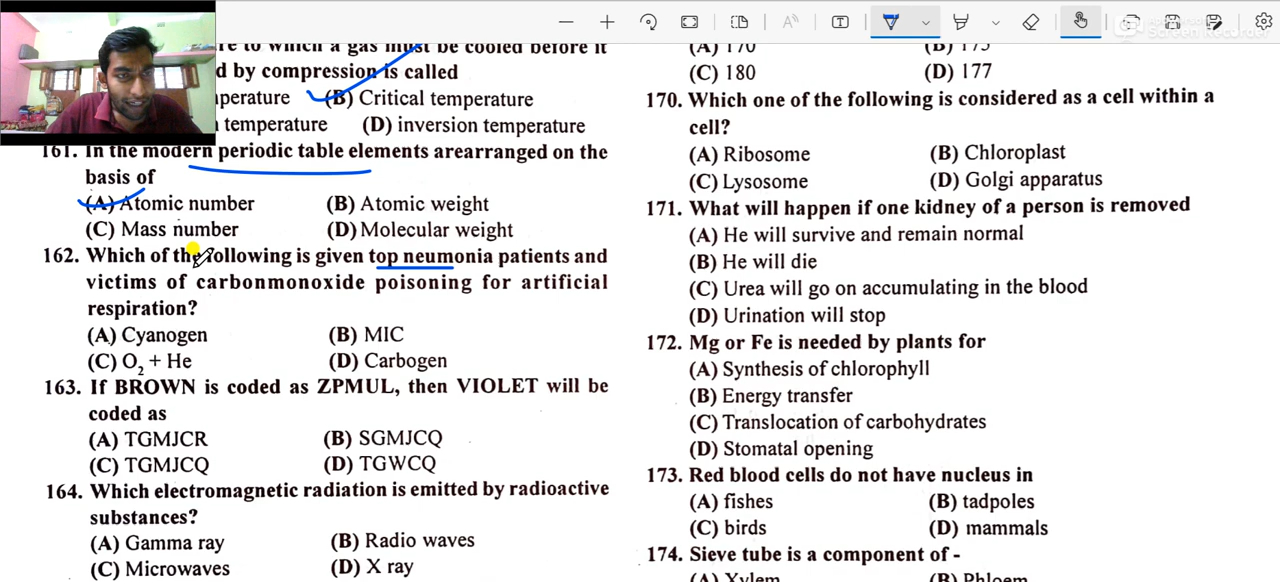 re to which a gas must be cooled before it
d by compression is called
perature (B) Critical temperature
temperature (D) inversion temperature
161. In the modern periodic table elements arearranged on the
basis of
(A) Atomic number (B) Atomic weight
(C) Mass number (D) Molecular weight
162. Which of the following is given top neumonia patients and
victims of carbonmonoxide poisoning for artificial
respiration?
(A) Cyanogen (B) MIC
(C) O₂ + He (D) Carbogen
163. If BROWN is coded as ZPMUL, then VIOLET will be
coded as
(A) TGMJCR (B) SGMJCQ
(C) TGMJCQ (D) TGWCQ
164. Which electromagnetic radiation is emitted by radioactive
substances?
(A) Gamma ray (B) Radio waves
(C) Microwaves (D) X ray
(A) 170 (B) 175
(C) 180 (D) 177
170. Which one of the following is considered as a cell within a
cell?
(A) Ribosome (B) Chloroplast
(C) Lysosome (D) Golgi apparatus
171. What will happen if one kidney of a person is removed
(A) He will survive and remain normal
(B) He will die
(C) Urea will go on accumulating in the blood
(D) Urination will stop
172. Mg or Fe is needed by plants for
(A) Synthesis of chlorophyll
(B) Energy transfer
(C) Translocation of carbohydrates
(D) Stomatal opening
173. Red blood cells do not have nucleus in
(A) fishes (B) tadpoles
(C) birds (D) mammals
174. Sieve tube is a component of -
(A) Xylem (B) Phloem
Screen Recorder